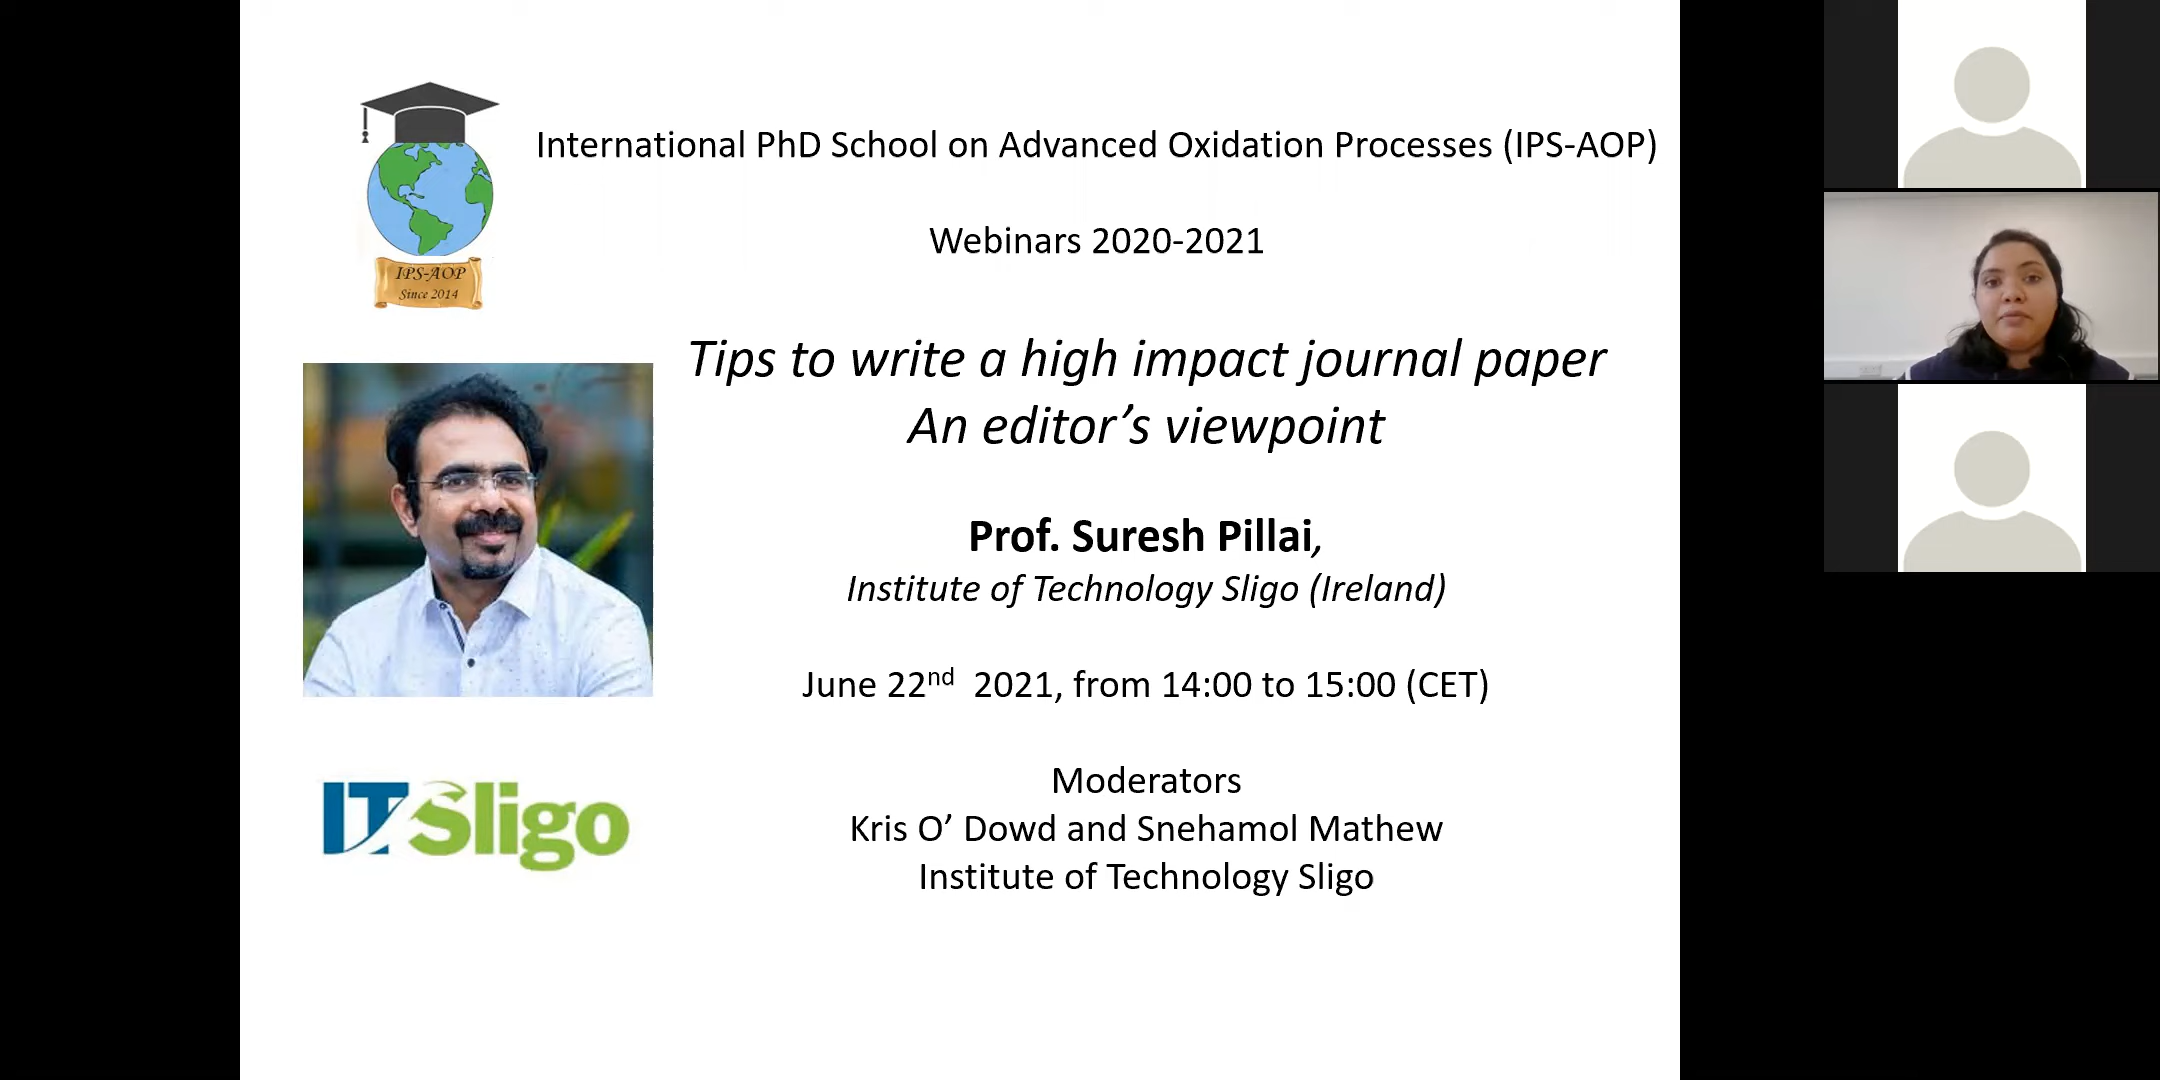 International PhD School on Advanced Oxidation Processes (IPS-AOP)
Webinars 2020-2021
IPS-AOP
Since 2014
Tips to write a high impact journal paper
An editor’s viewpoint
Prof. Suresh Pillai,
Institute of Technology Sligo (Ireland)
June 22nd 2021, from 14:00 to 15:00 (CET)
IT Sligo
Moderators
Kris O’ Dowd and Snehamol Mathew
Institute of Technology Sligo